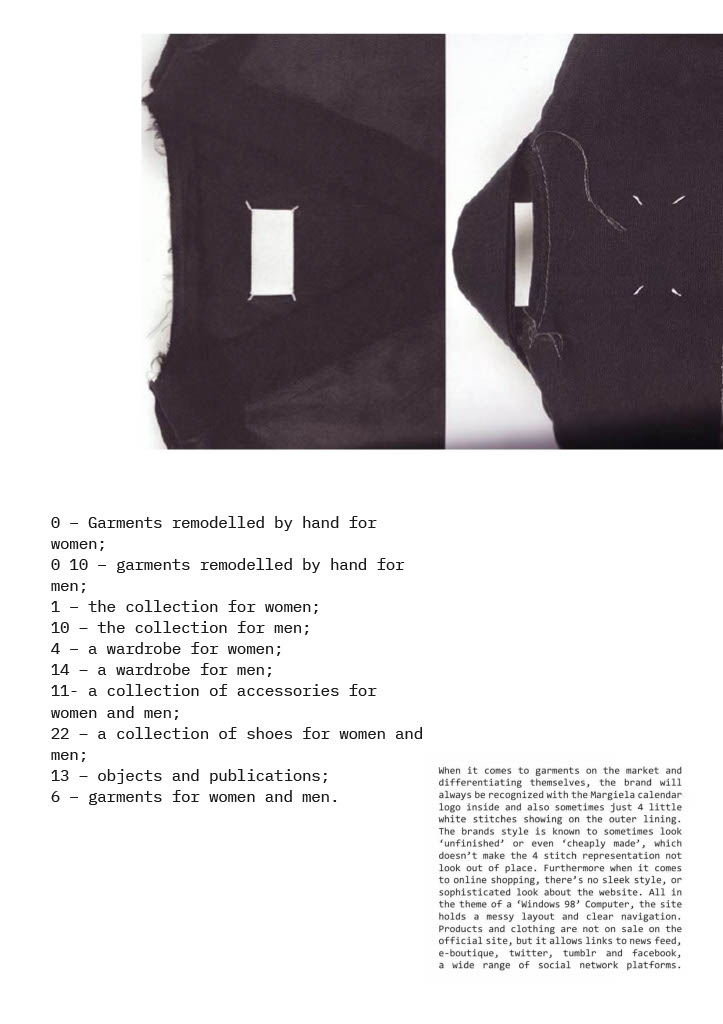 0 – Garments remodelled by hand for
women;
0 10 – garments remodelled by hand for
men;
1 – the collection for women;
10 – the collection for men;
4 – a wardrobe for women;
14 – a wardrobe for men;
11- a collection of accessories for
women and men;
22 – a collection of shoes for women and
men;
13 – objects and publications;
6 – garments for women and men.
When it comes to garments on the market and
differentiating themselves, the brand will
always be recognized with the Margiela calendar
logo inside and also sometimes just 4 little
white stitches showing on the outer lining.
The brands style is known to sometimes look
‘unfinished’ or even ‘cheaply made’, which
doesn’t make the 4 stitch representation not
look out of place. Furthermore when it comes
to online shopping, there’s no sleek style, or
sophisticated look about the website. All in
the theme of a ‘Windows 98’ Computer, the site
holds a messy layout and clear navigation.
Products and clothing are not on sale on the
official site, but it allows links to news feed,
e-boutique, twitter, tumblr and facebook,
a wide range of social network platforms.